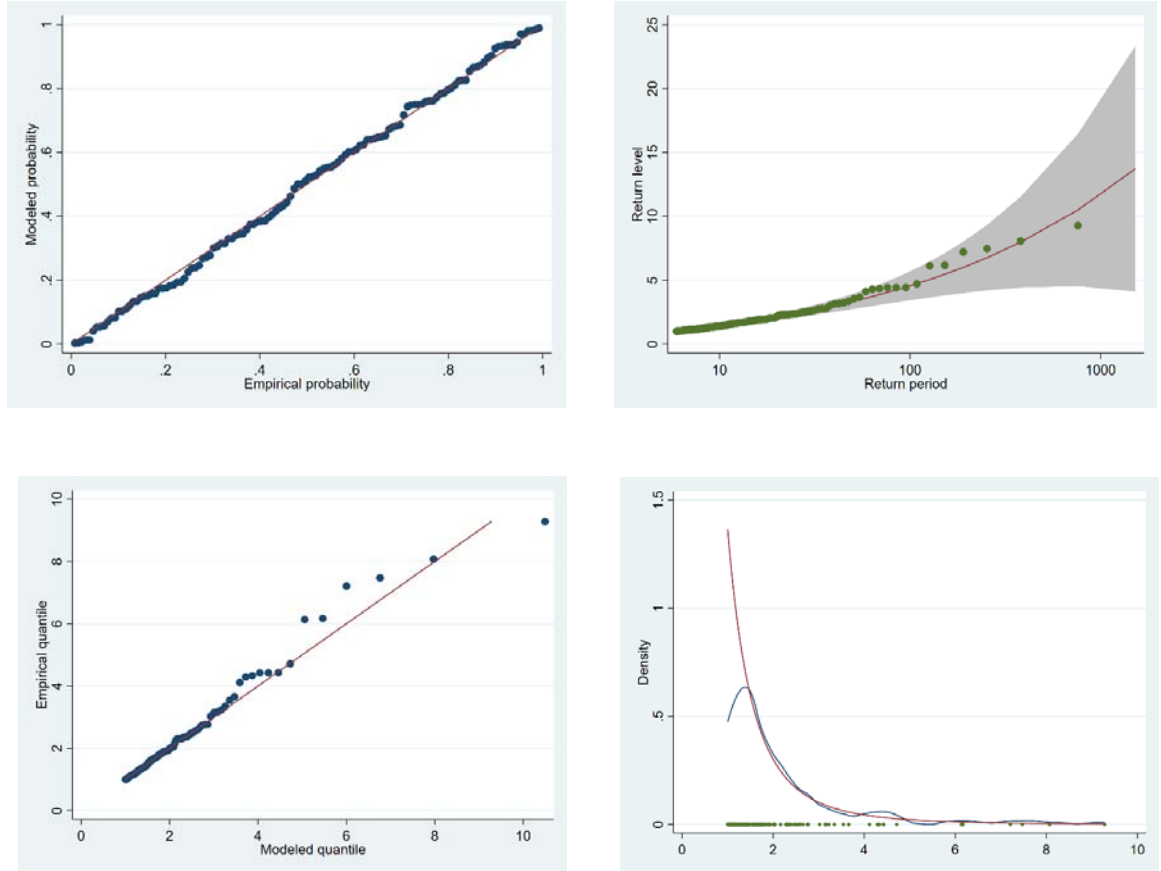 Modeled probability
1
.8
.6
.4
.2
0
0 .2 .4 .6 .8 1
Empirical probability
Return level
25
20
15
10
5
0
10 100 1000
Return period
Empirical quantile
10
8
6
4
2
0
0 2 4 6 8 10
Modeled quantile
Density
1.5
1
.5
0
0 2 4 6 8 10